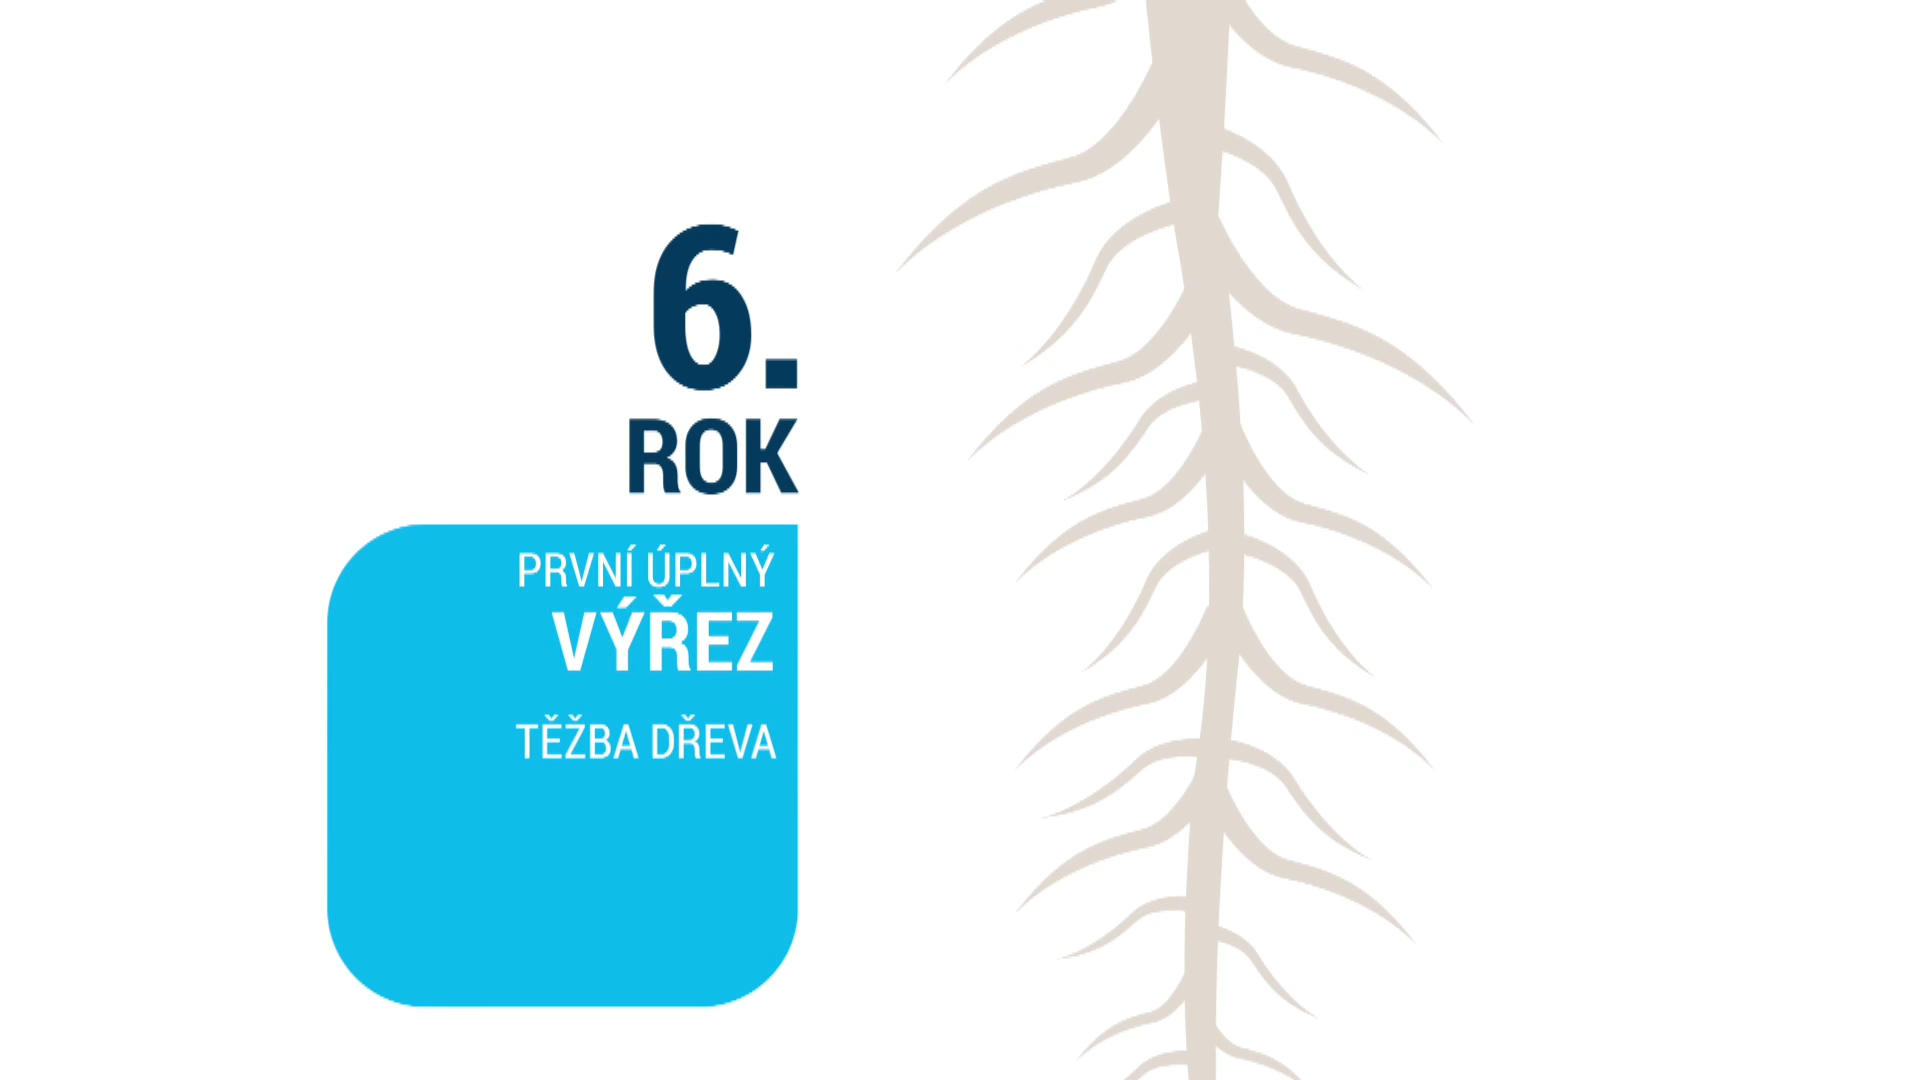 6.
ROK
PRVNÍ ÚPLNÝ
VÝŘEZ
TĚŽBA DŘEVA